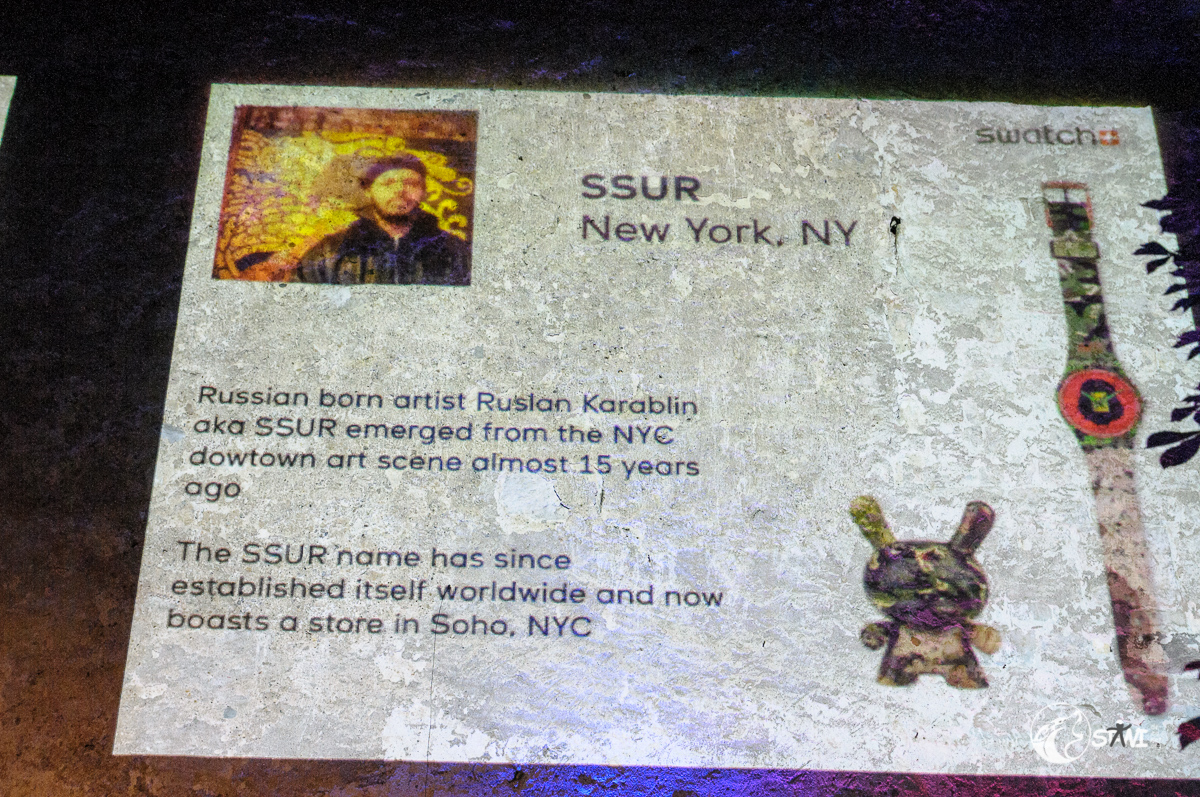 swatch
SSUR
New York, NY
Russian born artist Ruslan Karablin
aka SSUR emerged from the NYC
dowtown art scene almost 15 years
ago
The SSUR name has since
established itself worldwide and now
boasts a store in Soho, NYC
STAVI